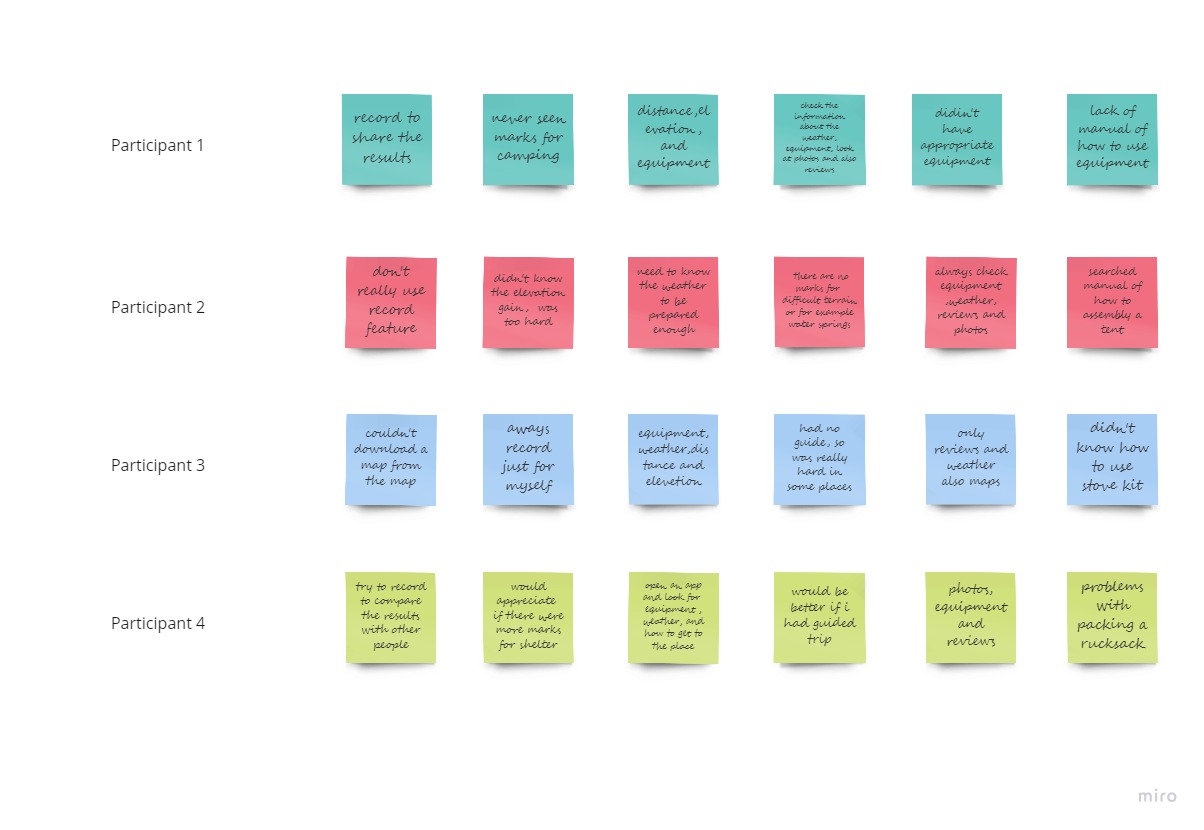 Participant 1
record to
share the
results
never seen
marks for
camping
distance,el
evation,
and
equipment
check the
information
about the
weather,
equipment, look
at photos and also
reviews
didin't
have
appropriate
equipment
lack of
manual of
how to use
equipment
Participant 2
don't
really use
record
feature
didn't know
the elevation
gain, was
too hard
need to know
the weather
to be
prepared
enough
there are no
marks for
difficult terrain
or for example
water springs
always check
equipment
,weather,
reviews and
photos
searched
manual of
how to
assembly a
tent
Participant 3
couldn't
download a
map from
the map
aways
record
just for
myself
equipment,
weather,dis
tance and
elevetion
had no
guide, so
was really
hard in
some places
only
reviews and
weather
also maps
didn't
know how
to use
stove kit
Participant 4
try to record
to compare
the results
with other
people
would
appreciate
if there were
more marks
for shelter
open an app
and look for
equipment ,
weather, and
how to get to
the place
would be
better if i
had guided
trip
photos,
equipment
and
reviews
problems
with
packing a
rucksack
miro